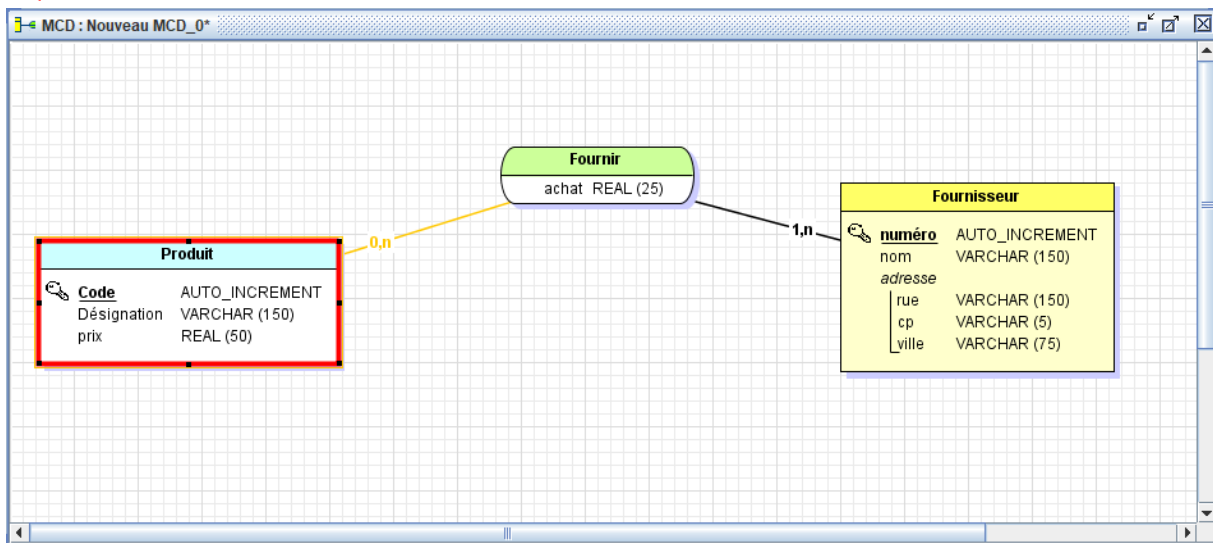 MCD : Nouveau MCD_0*
Fournir
achat REAL (25)
0,n
1,n
Produit
Code AUTO_INCREMENT
Désignation VARCHAR (150)
prix REAL (50)
Fournisseur
numéro AUTO_INCREMENT
nom VARCHAR (150)
adresse
rue VARCHAR (150)
cp VARCHAR (5)
ville VARCHAR (75)